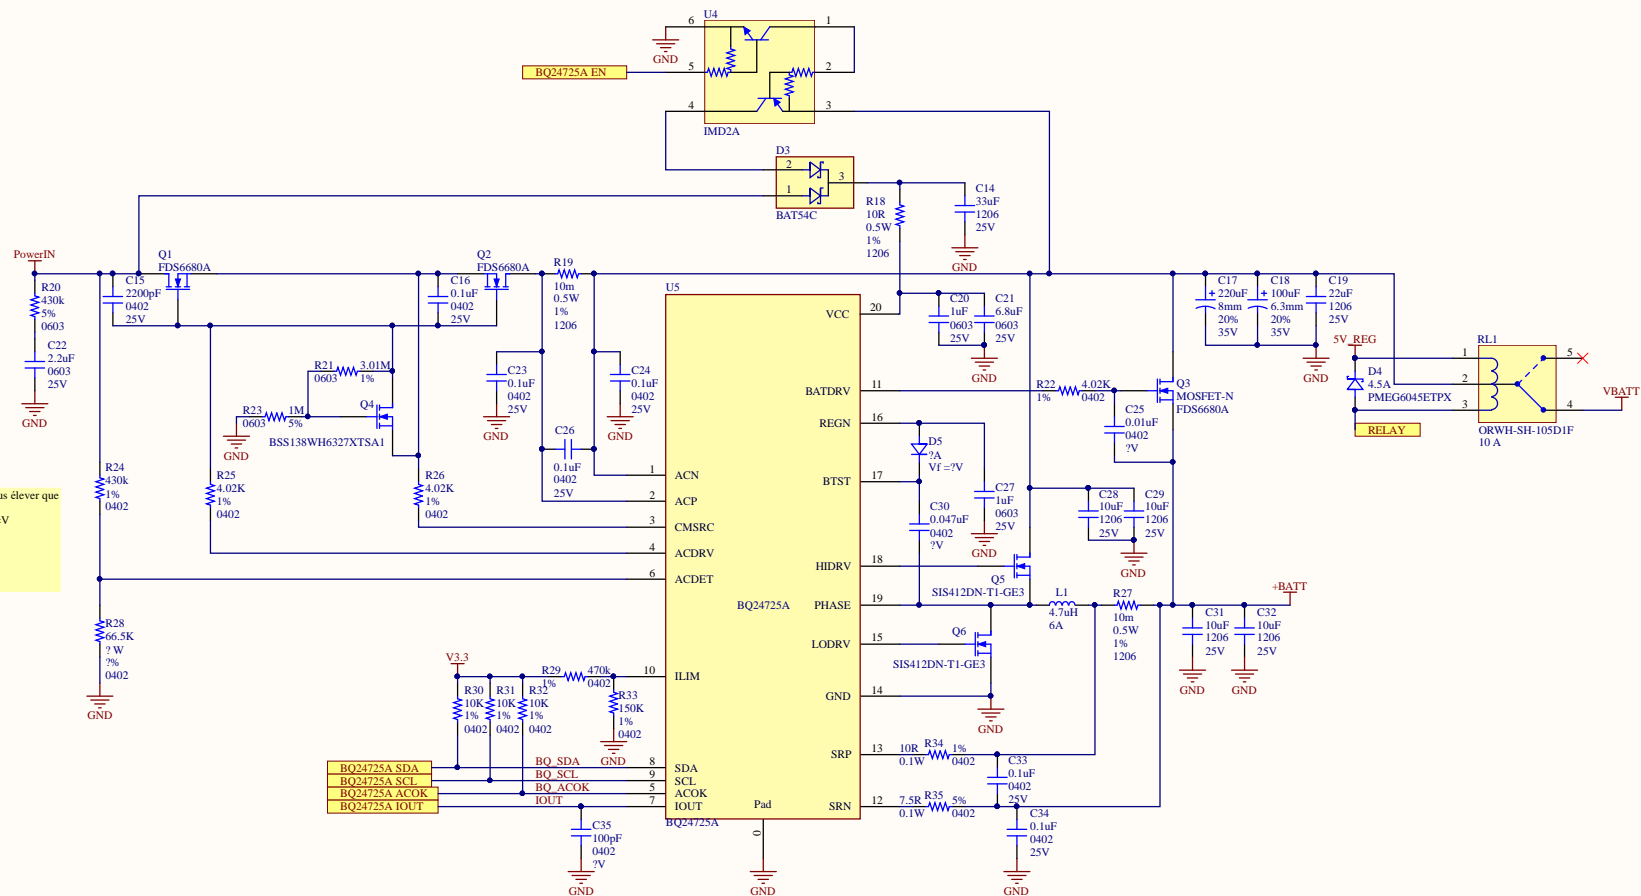 U4
6
1
GND
5
2
BQ24725A EN
4
3
IMD2A
D3
2
3
1
BAT54C
R18
10R
0.5W
1%
1206
C14
33uF
1206
25V
GND
PowerIN
Q1
FDS6680A
Q2
FDS6680A
R19
10m
0.5W
1%
1206
R20
430k
5%
0603
C15
2200pF
0402
25V
C16
0.1uF
0402
25V
C22
2.2uF
0603
25V
GND
R21
3.01M
0603
1%
R23
1M
0603
5%
GND
Q4
BSS138WH6327XTSA1
C23
0.1uF
0402
25V
GND
C24
0.1uF
0402
25V
GND
C26
0.1uF
0402
25V
R24
430k
1%
0402
R25
4.02K
1%
0402
R26
4.02K
1%
0402
us élever que
V
R28
66.5K
? W
?%
0402
GND
U5
1
ACN
2
ACP
3
CMSRC
4
ACDRV
6
ACDET
10
ILIM
8
SDA
9
SCL
5
ACOK
7
IOUT
BQ24725A
VCC
20
BATDRV
11
REGN
16
BTST
17
HIDRV
18
PHASE
19
LODRV
15
GND
14
SRP
13
SRN
12
Pad
0
BQ24725A
GND
V3.3
R29
470k
1%
0402
R30
10K
1%
0402
R31
10K
1%
0402
R32
10K
1%
0402
R33
150K
1%
0402
GND
BQ24725A SDA
BQ24725A SCL
BQ24725A ACOK
BQ24725A IOUT
BQ_SDA
BQ_SCL
BQ_ACOK
IOUT
C35
100pF
0402
?V
GND
C20
1uF
0603
25V
C21
6.8uF
0603
25V
GND
R22
4.02K
1%
0402
C25
0.01uF
0402
?V
Q3
MOSFET-N
FDS6680A
D5
?A
Vf =?V
C27
1uF
0603
25V
GND
C30
0.047uF
0402
?V
Q5
SIS412DN-T1-GE3
Q6
SIS412DN-T1-GE3
GND
C28
10uF
1206
25V
C29
10uF
1206
25V
GND
L1
4.7uH
6A
R27
10m
0.5W
1%
1206
+BATT
C31
10uF
1206
25V
GND
C32
10uF
1206
25V
GND
10R
R34
1%
0.1W
0402
C33
0.1uF
0402
25V
7.5R
R35
5%
0.1W
0402
C34
0.1uF
0402
25V
GND
C17
+ 220uF
8mm
20%
35V
C18
+ 100uF
6.3mm
20%
35V
C19
22uF
1206
25V
GND
5V_REG
D4
4.5A
PMEG6045ETPX
RELAY
RL1
1
5
2
3
4
ORWH-SH-105D1F
10 A
VBATT